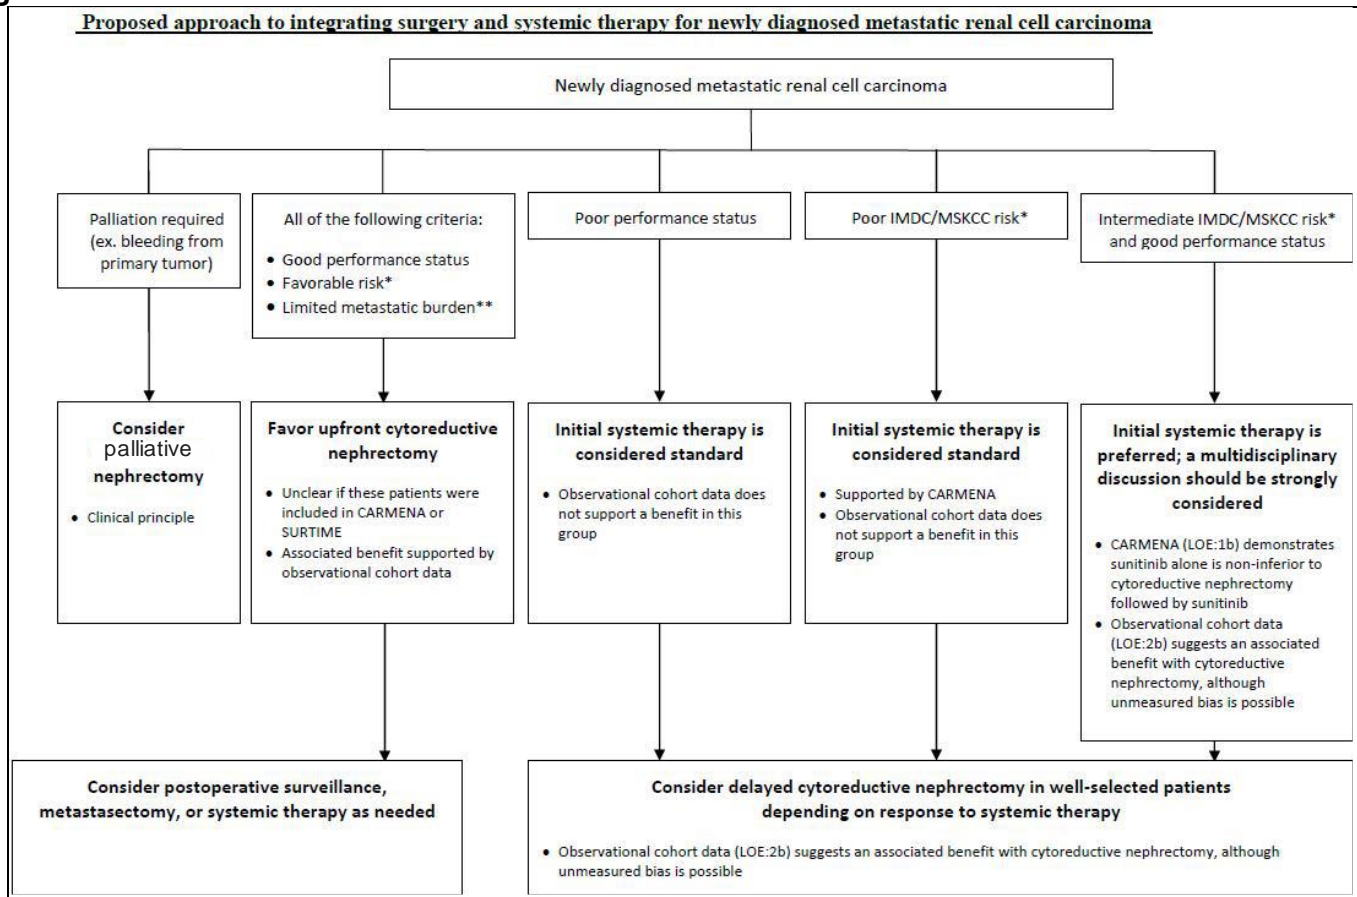 Proposed approach to integrating surgery and systemic therapy for newly diagnosed metastatic renal cell carcinoma
Newly diagnosed metastatic renal cell carcinoma
Palliation required
(ex. bleeding from
primary tumor)
All of the following criteria:
• Good performance status
• Favorable risk*
• Limited metastatic burden**
Poor performance status
Poor IMDC/MSKCC risk*
Intermediate IMDC/MSKCC risk*
and good performance status
Consider
palliative
nephrectomy
• Clinical principle
Favor upfront cytoreductive
nephrectomy
• Unclear if these patients were
included in CARMENA or
SURTIME
• Associated benefit supported by
observational cohort data
Initial systemic therapy is
considered standard
• Observational cohort data does
not support a benefit in this
group
Initial systemic therapy is
considered standard
• Supported by CARMENA
• Observational cohort data does
not support a benefit in this
group
Initial systemic therapy is
preferred; a multidisciplinary
discussion should be strongly
considered
• CARMENA (LOE:1b) demonstrates
sunitinib alone is non-inferior to
cytoreductive nephrectomy
followed by sunitinib
• Observational cohort data
(LOE:2b) suggests an associated
benefit with cytoreductive
nephrectomy, although
unmeasured bias is possible
Consider postoperative surveillance,
metastasectomy, or systemic therapy as needed
Consider delayed cytoreductive nephrectomy in well-selected patients
depending on response to systemic therapy
• Observational cohort data (LOE:2b) suggests an associated benefit with cytoreductive nephrectomy, although
unmeasured bias is possible